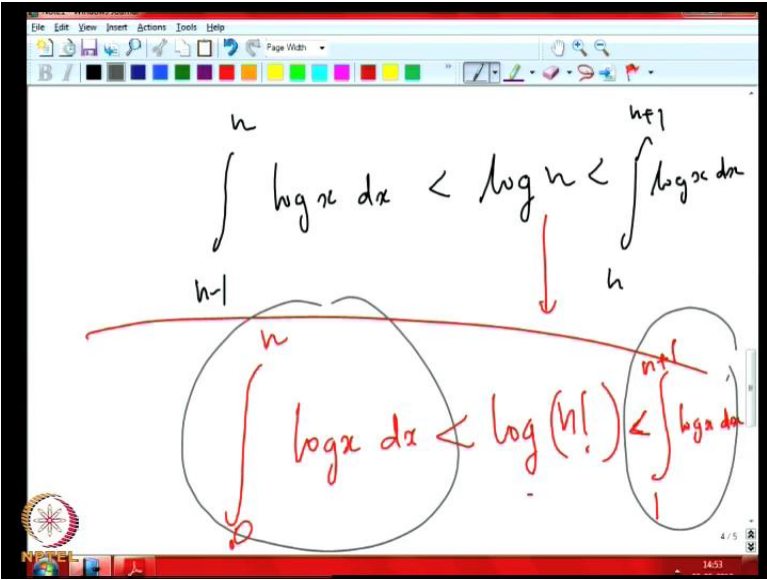 File Edit View Insert Actions Tools Help
Page Width
B I
∫_{n-1}^{n} log x dx < log n < ∫_{n}^{n+1} log x dx
∫_{0}^{n} log x dx < log (n!) < ∫_{1}^{n+1} log x dx
4 / 5
NPTEL
14:53